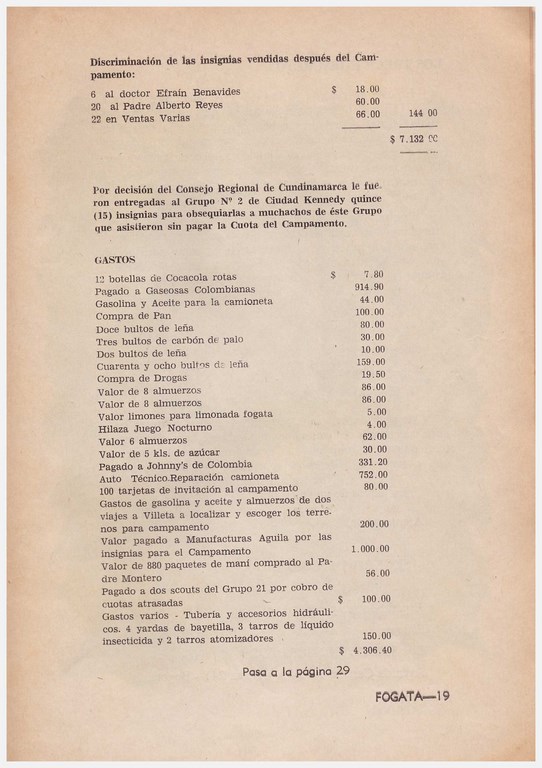 Discriminación de las insignias vendidas después del Cam-
pamento:
6 al doctor Efraín Benavides $ 18.00
20 al Padre Alberto Reyes 60.00
22 en Ventas Varias 66.00 144 00
$ 7.132 00
Por decisión del Consejo Regional de Cundinamarca le fue-
ron entregadas al Grupo Nº 2 de Ciudad Kennedy quince
(15) insignias para obsequiarlas a muchachos de éste Grupo
que asistieron sin pagar la Cuota del Campamento.
GASTOS
12 botellas de Cocacola rotas $ 7.80
Pagado a Gaseosas Colombianas 914.90
Gasolina y Aceite para la camioneta 44.00
Compra de Pan 100.00
Doce bultos de leña 80.00
Tres bultos de carbón de palo 30.00
Dos bultos de leña 10.00
Cuarenta y ocho bultos de leña 159.00
Compra de Drogas 19.50
Valor de 8 almuerzos 86.00
Valor de 8 almuerzos 86.00
Valor limones para limonada fogata 5.00
Hilaza Juego Nocturno 4.00
Valor 6 almuerzos 62.00
Valor de 5 kls. de azúcar 30.00
Pagado a Johnny's de Colombia 331.20
Auto Técnico.Reparación camioneta 752.00
100 tarjetas de invitación al campamento 80.00
Gastos de gasolina y aceite y almuerzos de dos
viajes a Villeta a localizar y escoger los terre-
nos para campamento 200.00
Valor pagado a Manufacturas Aguila por las
insignias para el Campamento 1.000.00
Valor de 880 paquetes de maní comprado al Pa-
dre Montero 56.00
Pagado a dos scouts del Grupo 21 por cobro de
cuotas atrasadas $ 100.00
Gastos varios - Tubería y accesorios hidráuli-
cos. 4 yardas de bayetilla, 3 tarros de líquido
insecticida y 2 tarros atomizadores 150.00
$ 4.306.40
Pasa a la página 29
FOGATA—19